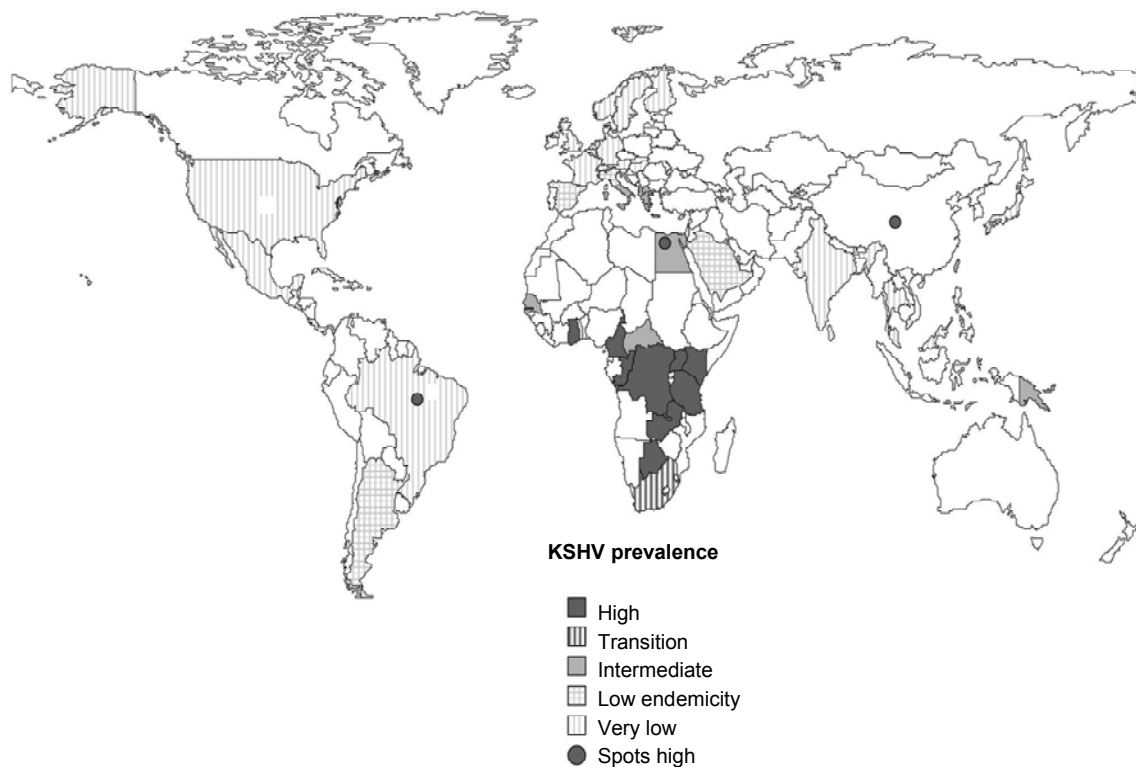 KSHV prevalence
High
Transition
Intermediate
Low endemicity
Very low
Spots high